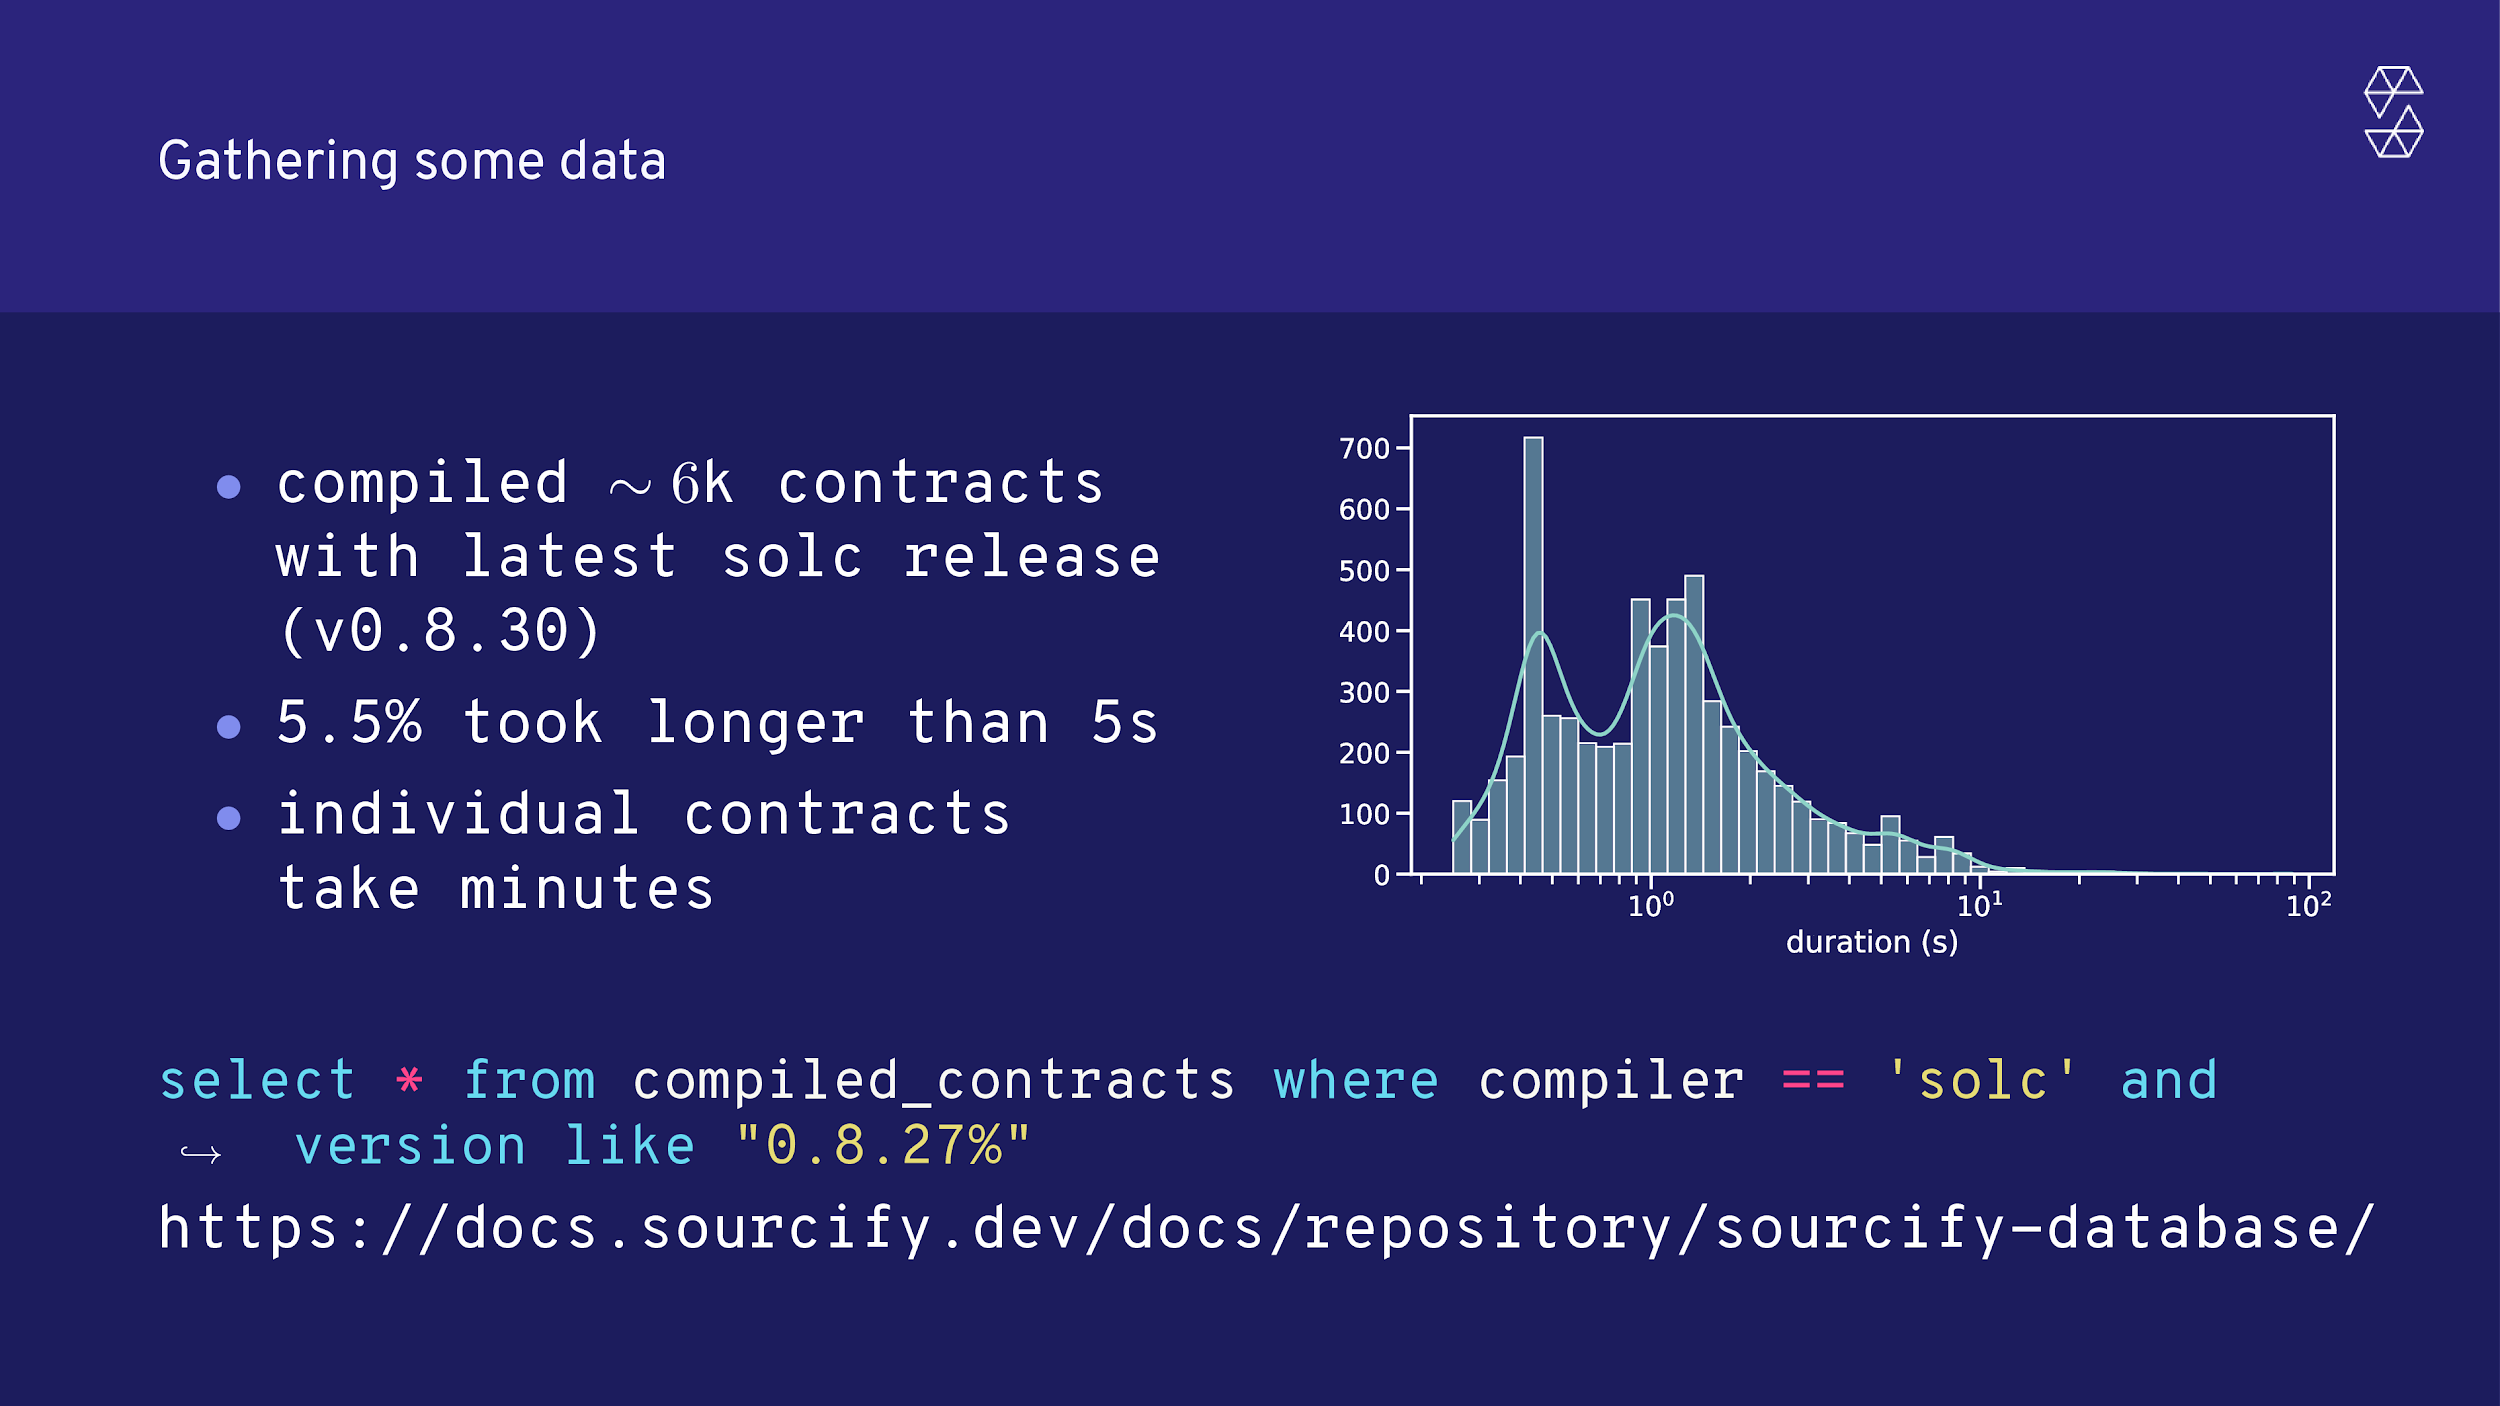 Gathering some data
• compiled ∼ 6k contracts
with latest solc release
(v0.8.30)
• 5.5% took longer than 5s
• individual contracts
take minutes
700
600
500
400
300
200
100
0
10⁰ 10¹ 10²
duration (s)
select * from compiled_contracts where compiler == 'solc' and
↪ version like "0.8.27%"
https://docs.sourcify.dev/docs/repository/sourcify-database/